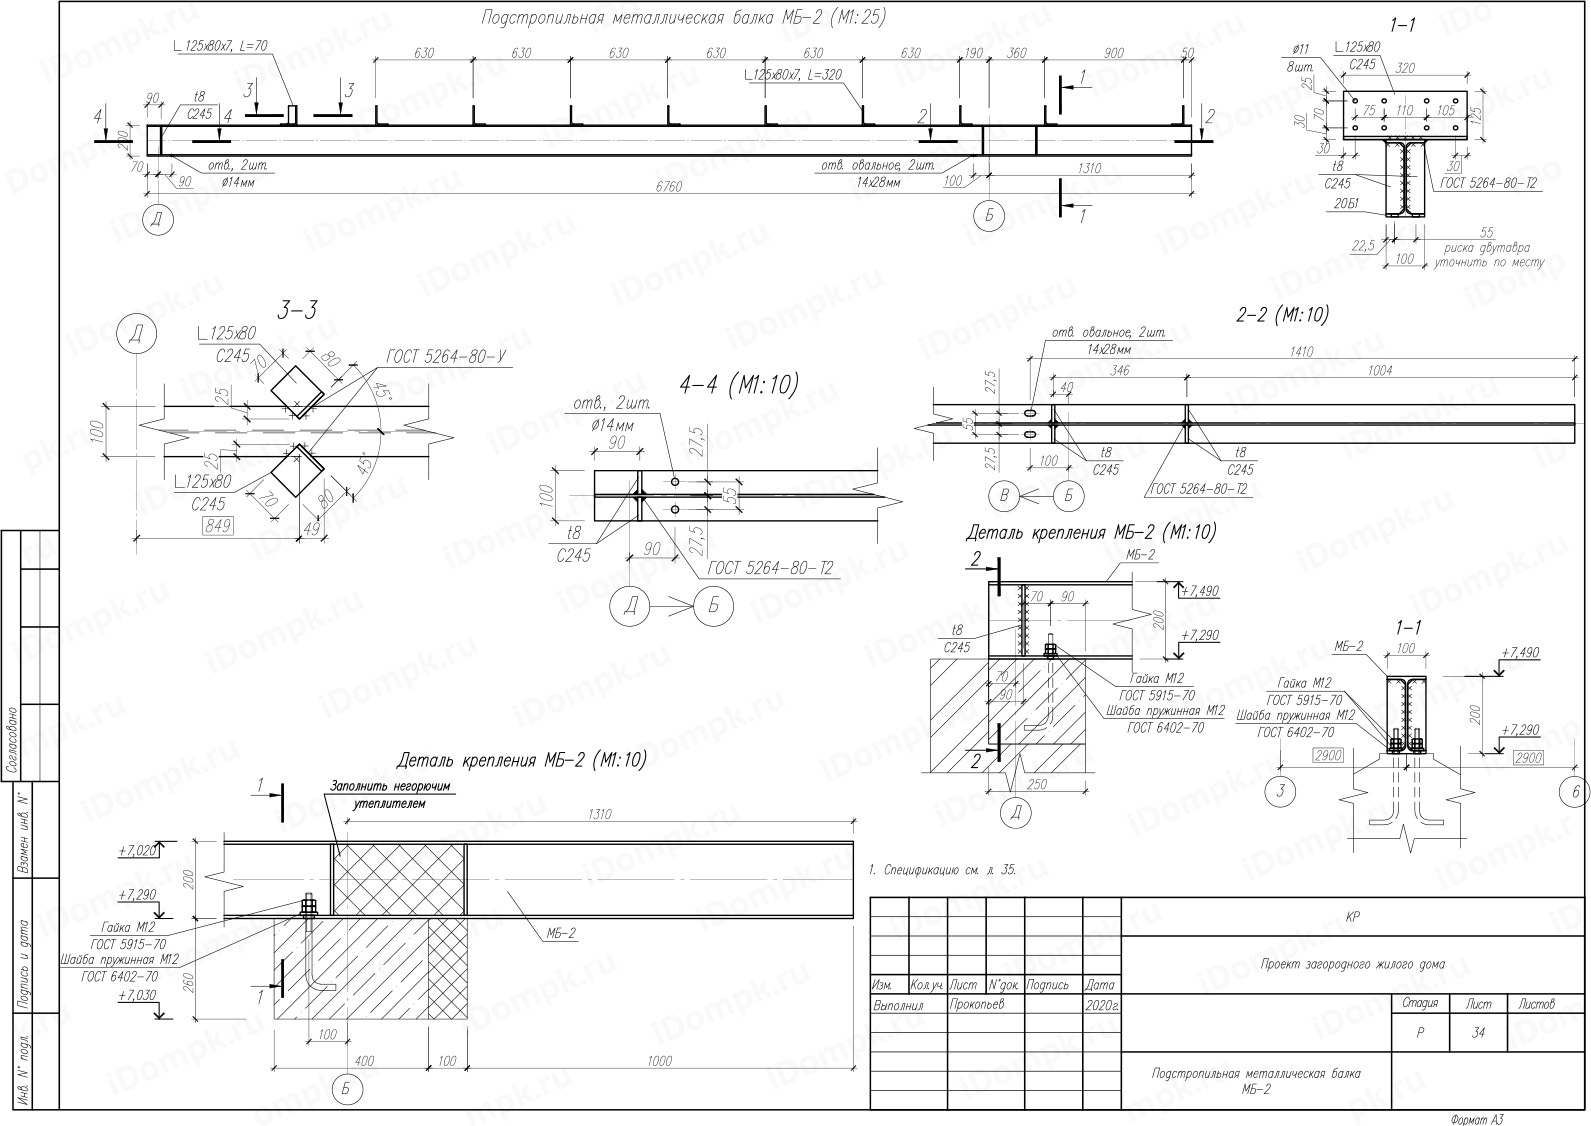 Подстропильная металлическая балка МБ-2 (М1:25)
∟125х80х7, L=70
630
630
630
630
630
630
190
360
900
50
∟125х80х7, L=320
90
t8
С245
3
3
4
4
2
2
1
1
200
70
90
отв., 2шт.
Ø14мм
отв. овальное, 2шт.
14х28мм
100
1310
6760
Д
Б
1-1
Ø11
8шт.
∟125х80
С245
320
25
70
30
75
110
105
125
30
30
t8
С245
ГОСТ 5264-80-Т2
20Б1
22,5
55
100
риска двутавра
уточнить по месту
3-3
Д
∟125х80
С245
70
80
ГОСТ 5264-80-У
45°
25
100
25
45°
∟125х80
С245
70
80
849
49
4-4 (М1:10)
отв., 2шт.
Ø14мм
90
27,5
100
55
27,5
t8
С245
90
ГОСТ 5264-80-Т2
Д
Б
2-2 (М1:10)
отв. овальное, 2шт.
14х28мм
1410
346
1004
27,5
40
55
27,5
100
t8
С245
t8
С245
ГОСТ 5264-80-Т2
В
Б
Деталь крепления МБ-2 (М1:10)
2
МБ-2
+7,490
70
90
200
t8
С245
+7,290
70
90
Гайка М12
ГОСТ 5915-70
Шайба пружинная М12
ГОСТ 6402-70
2
250
Д
1-1
МБ-2
100
+7,490
Гайка М12
ГОСТ 5915-70
Шайба пружинная М12
ГОСТ 6402-70
200
+7,290
2900
2900
3
6
Деталь крепления МБ-2 (М1:10)
1
Заполнить негорючим
утеплителем
1310
+7,020
200
+7,290
Гайка М12
ГОСТ 5915-70
Шайба пружинная М12
ГОСТ 6402-70
+7,030
260
1
МБ-2
100
400
100
1000
Б
1. Спецификацию см. л. 35.
КР
Проект загородного жилого дома
Изм.
Кол.уч.
Лист
N°док.
Подпись
Дата
Выполнил
Прокопьев
2020г.
Стадия
Лист
Листов
Р
34
Подстропильная металлическая балка
МБ-2
Формат А3
Согласовано
Взамен инв. N°
Подпись и дата
Инв. N° подл.
iDompk.ru